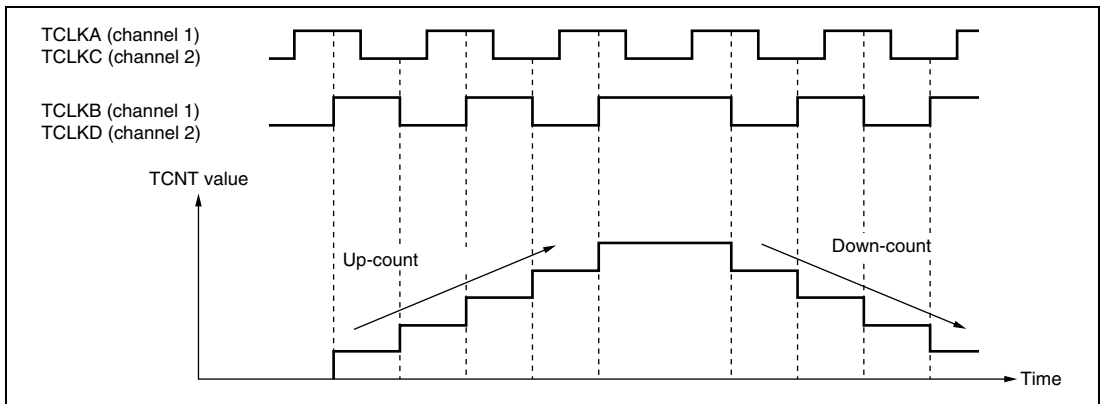 TCLKA (channel 1)
TCLKC (channel 2)
TCLKB (channel 1)
TCLKD (channel 2)
TCNT value
Up-count
Down-count
Time